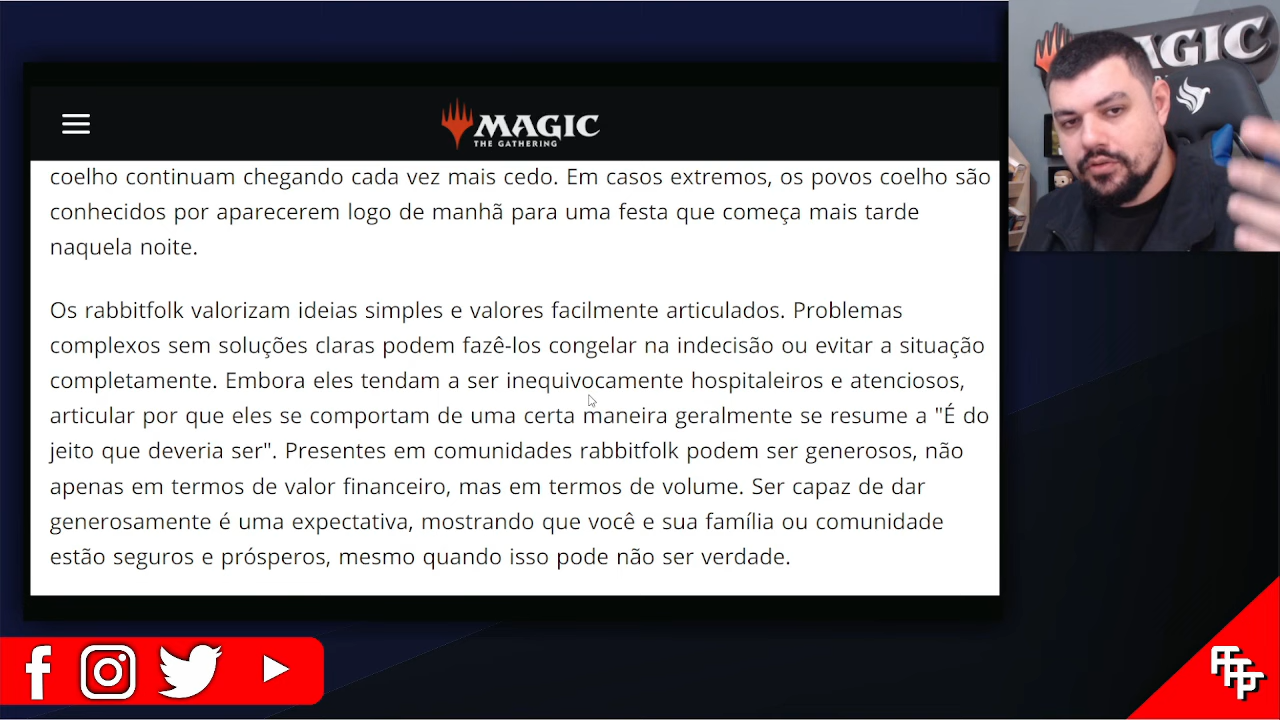 MAGIC
THE GATHERING
AGIC
coelho continuam chegando cada vez mais cedo. Em casos extremos, os povos coelho são
conhecidos por aparecerem logo de manhã para uma festa que começa mais tarde
naquela noite.
Os rabbitfolk valorizam ideias simples e valores facilmente articulados. Problemas
complexos sem soluções claras podem fazê-los congelar na indecisão ou evitar a situação
completamente. Embora eles tendam a ser inequivocamente hospitaleiros e atenciosos,
articular por que eles se comportam de uma certa maneira geralmente se resume a "É do
jeito que deveria ser". Presentes em comunidades rabbitfolk podem ser generosos, não
apenas em termos de valor financeiro, mas em termos de volume. Ser capaz de dar
generosamente é uma expectativa, mostrando que você e sua família ou comunidade
estão seguros e prósperos, mesmo quando isso pode não ser verdade.